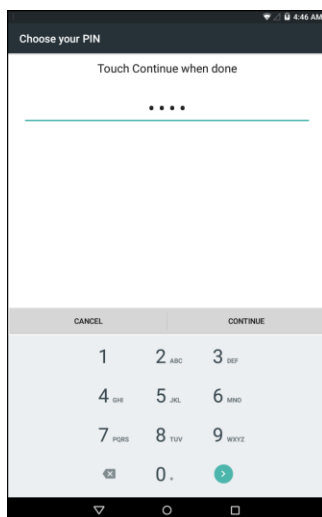 4:46 AM
Choose your PIN
Touch Continue when done
CANCEL CONTINUE
1 2 ABC 3 DEF
4 GHI 5 JKL 6 MNO
7 PQRS 8 TUV 9 WXYZ
0 +